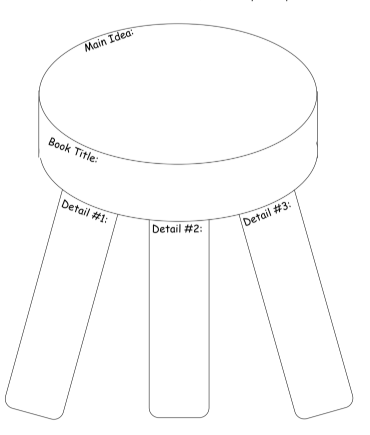 Main Idea:
Book Title:
Detail #1:
Detail #2:
Detail #3: